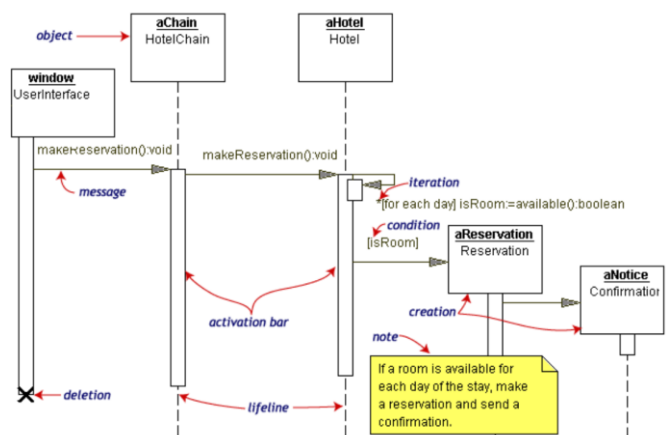 object
aChain
HotelChain
aHotel
Hotel
window
UserInterface
makeReservation():void
makeReservation():void
message
iteration
*[for each day] isRoom:=available():boolean
condition
[isRoom]
aReservation
Reservation
aNotice
Confirmation
activation bar
creation
note
If a room is available for
each day of the stay, make
a reservation and send a
confirmation.
deletion
lifeline